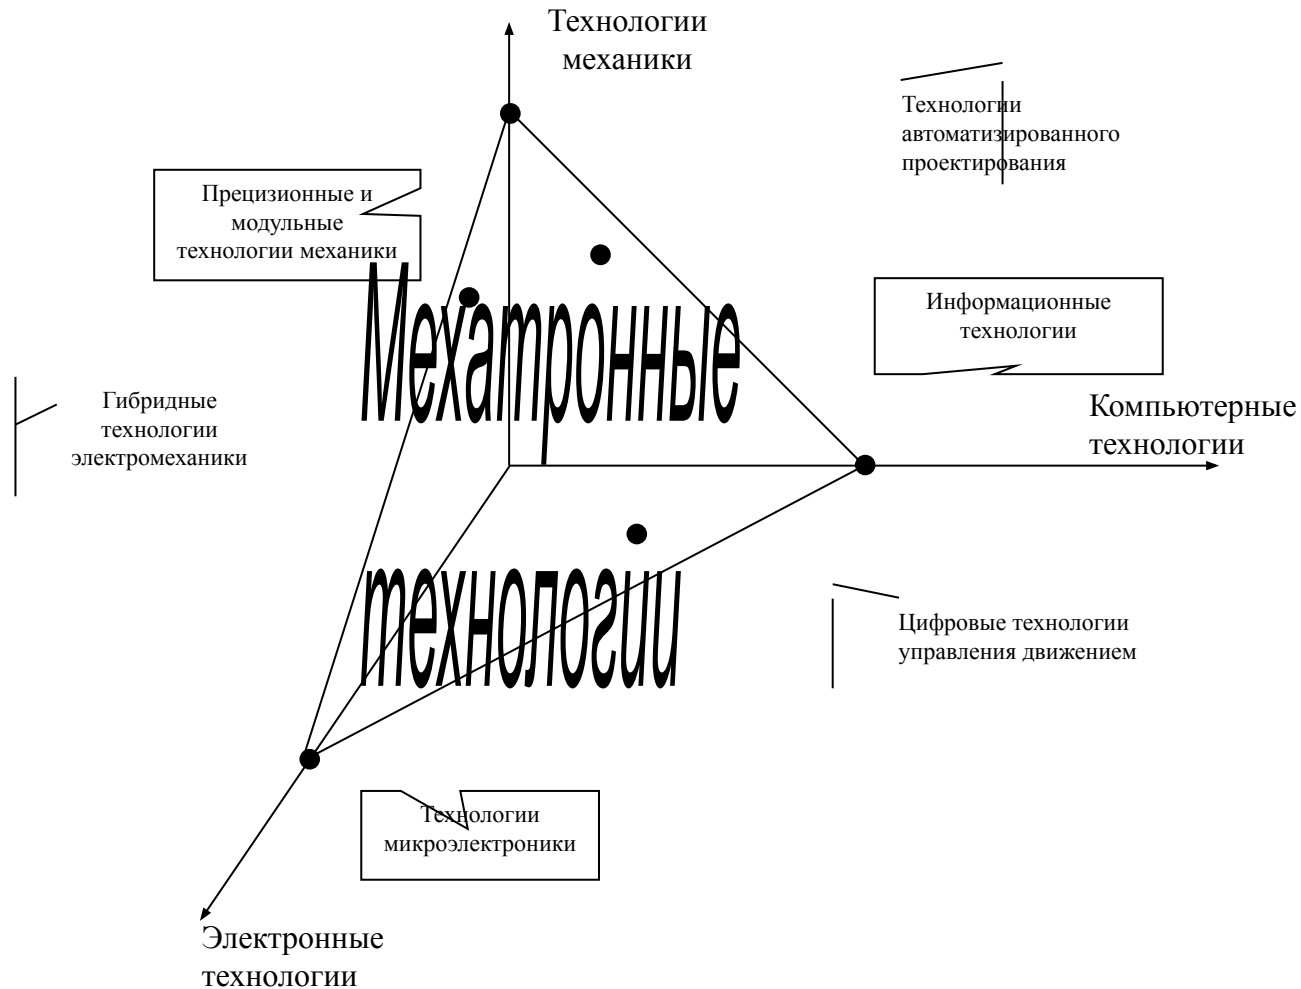 Технологии
механики
Технологии
автоматизированного
проектирования
Прецизионные и
модульные
технологии механики
Информационные
технологии
Мехатронные
Гибридные
технологии
электромеханики
Компьютерные
технологии
технологии
Цифровые технологии
управления движением
Технологии
микроэлектроники
Электронные
технологии